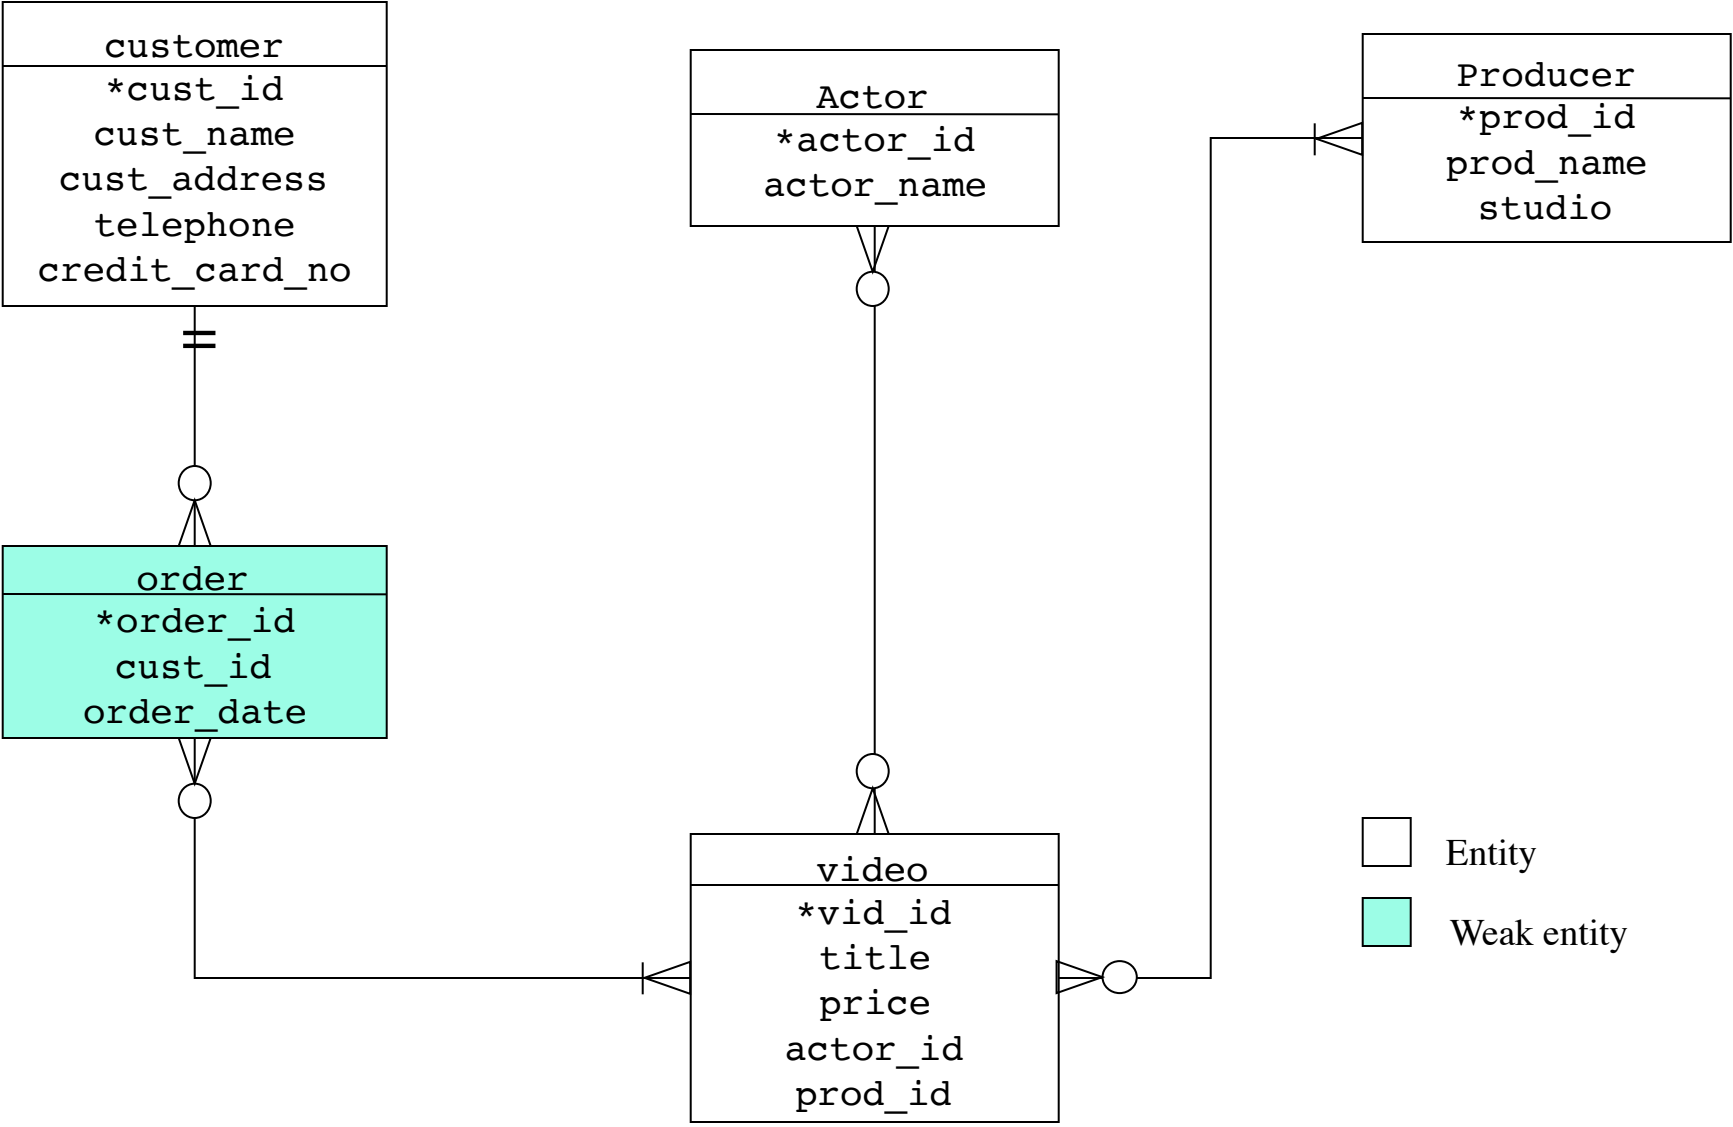 customer
*cust_id
cust_name
cust_address
telephone
credit_card_no
Actor
*actor_id
actor_name
Producer
*prod_id
prod_name
studio
order
*order_id
cust_id
order_date
video
*vid_id
title
price
actor_id
prod_id
Entity
Weak entity